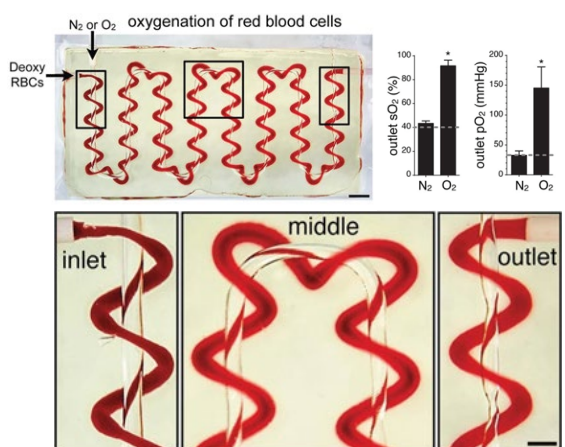 N₂ or O₂
oxygenation of red blood cells
Deoxy
RBCs
outlet sO₂ (%)
100
80
60
40
20
0
*
N₂ O₂
outlet pO₂ (mmHg)
200
150
100
50
0
*
N₂ O₂
inlet
middle
outlet